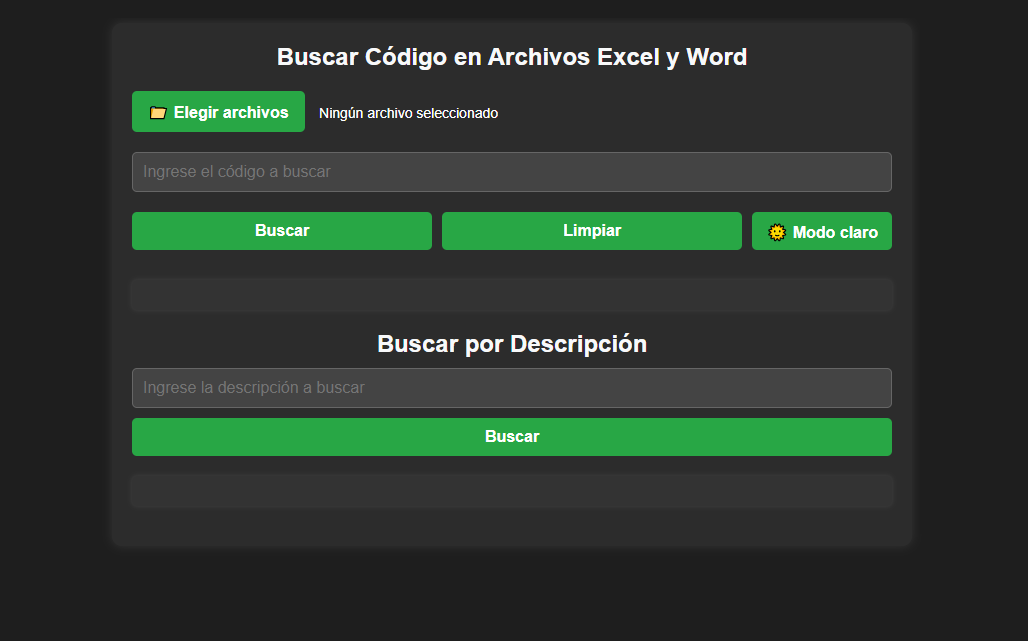 Buscar Código en Archivos Excel y Word
Elegir archivos
Ningún archivo seleccionado
Ingrese el código a buscar
Buscar
Limpiar
Modo claro
Buscar por Descripción
Ingrese la descripción a buscar
Buscar